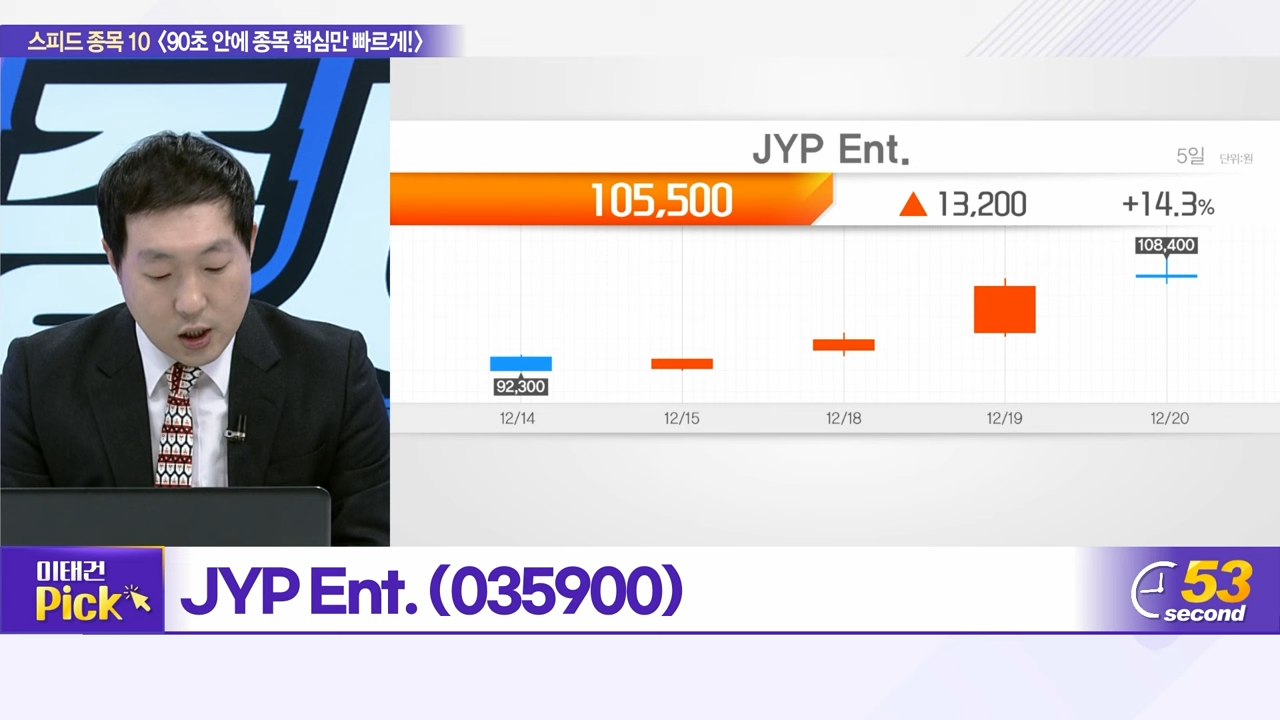 스피드 종목 10 〈90초 안에 종목 핵심만 빠르게!〉
JYP Ent.
5일 단위:원
105,500 ▲ 13,200 +14.3%
108,400
92,300
12/14 12/15 12/18 12/19 12/20
이태건
Pick
JYP Ent. (035900)
53
second